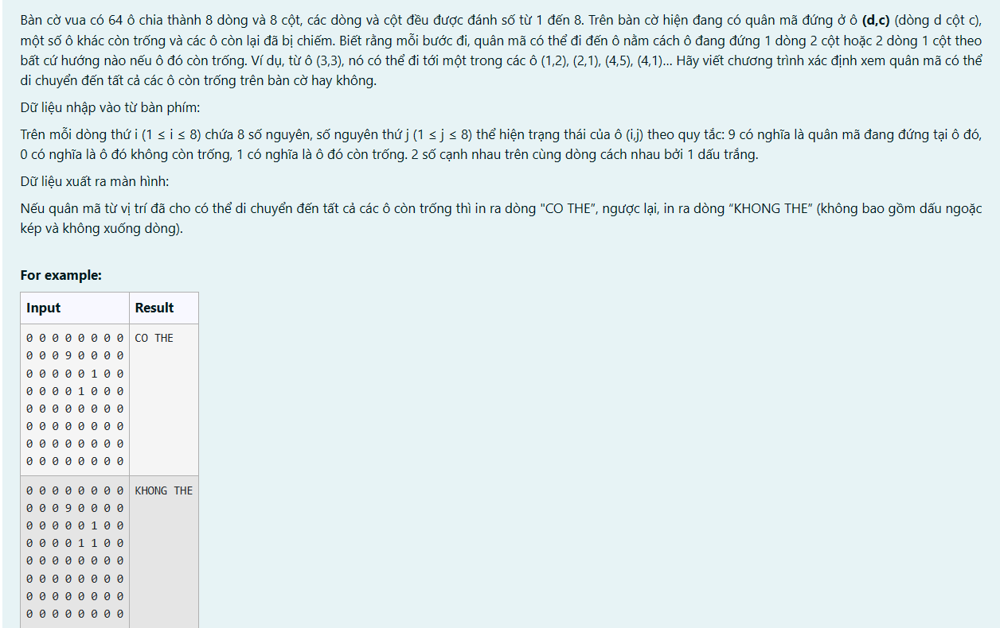 Bàn cờ vua có 64 ô chia thành 8 dòng và 8 cột, các dòng và cột đều được đánh số từ 1 đến 8. Trên bàn cờ hiện đang có quân mã đứng ở ô (d,c) (dòng d cột c),
một số ô khác còn trống và các ô còn lại đã bị chiếm. Biết rằng mỗi bước đi, quân mã có thể đi đến ô nằm cách ô đang đứng 1 dòng 2 cột hoặc 2 dòng 1 cột theo
bất cứ hướng nào nếu ô đó còn trống. Ví dụ, từ ô (3,3), nó có thể đi tới một trong các ô (1,2), (2,1), (4,5), (4,1)... Hãy viết chương trình xác định xem quân mã có thể
di chuyển đến tất cả các ô còn trống trên bàn cờ hay không.
Dữ liệu nhập vào từ bàn phím:
Trên mỗi dòng thứ i (1 ≤ i ≤ 8) chứa 8 số nguyên, số nguyên thứ j (1 ≤ j ≤ 8) thể hiện trạng thái của ô (i,j) theo quy tắc: 9 có nghĩa là quân mã đang đứng tại ô đó,
0 có nghĩa là ô đó không còn trống, 1 có nghĩa là ô đó còn trống. 2 số cạnh nhau trên cùng dòng cách nhau bởi 1 dấu trắng.
Dữ liệu xuất ra màn hình:
Nếu quân mã từ vị trí đã cho có thể di chuyển đến tất cả các ô còn trống thì in ra dòng "CO THE", ngược lại, in ra dòng “KHONG THE” (không bao gồm dấu ngoặc
kép và không xuống dòng).
For example:
Input Result
0 0 0 0 0 0 0 0 CO THE
0 0 0 9 0 0 0 0
0 0 0 0 0 1 0 0
0 0 0 0 1 0 0 0
0 0 0 0 0 0 0 0
0 0 0 0 0 0 0 0
0 0 0 0 0 0 0 0
0 0 0 0 0 0 0 0
0 0 0 0 0 0 0 0 KHONG THE
0 0 0 9 0 0 0 0
0 0 0 0 0 1 0 0
0 0 0 0 1 1 0 0
0 0 0 0 0 0 0 0
0 0 0 0 0 0 0 0
0 0 0 0 0 0 0 0
0 0 0 0 0 0 0 0